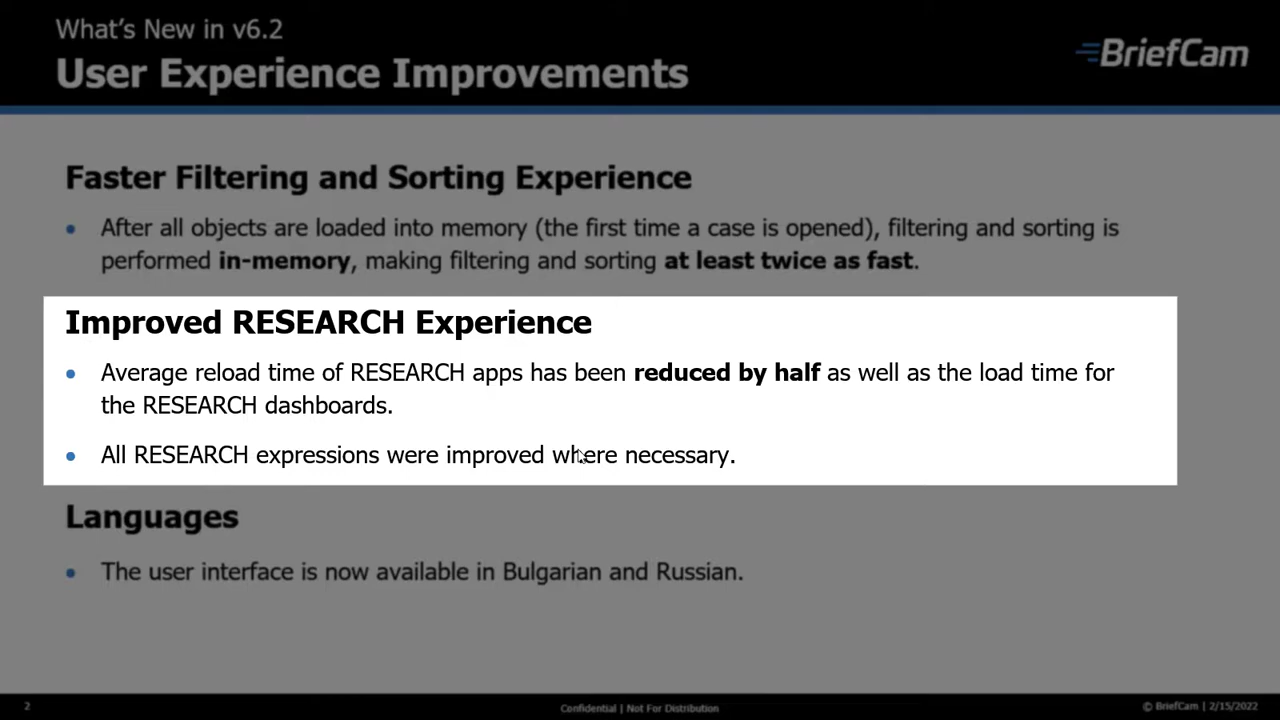 What's New in v6.2
User Experience Improvements
BriefCam
Faster Filtering and Sorting Experience
• After all objects are loaded into memory (the first time a case is opened), filtering and sorting is
performed in-memory, making filtering and sorting at least twice as fast.
Improved RESEARCH Experience
• Average reload time of RESEARCH apps has been reduced by half as well as the load time for
the RESEARCH dashboards.
• All RESEARCH expressions were improved where necessary.
Languages
• The user interface is now available in Bulgarian and Russian.
2
Confidential | Not For Distribution
© BriefCam | 2/15/2022